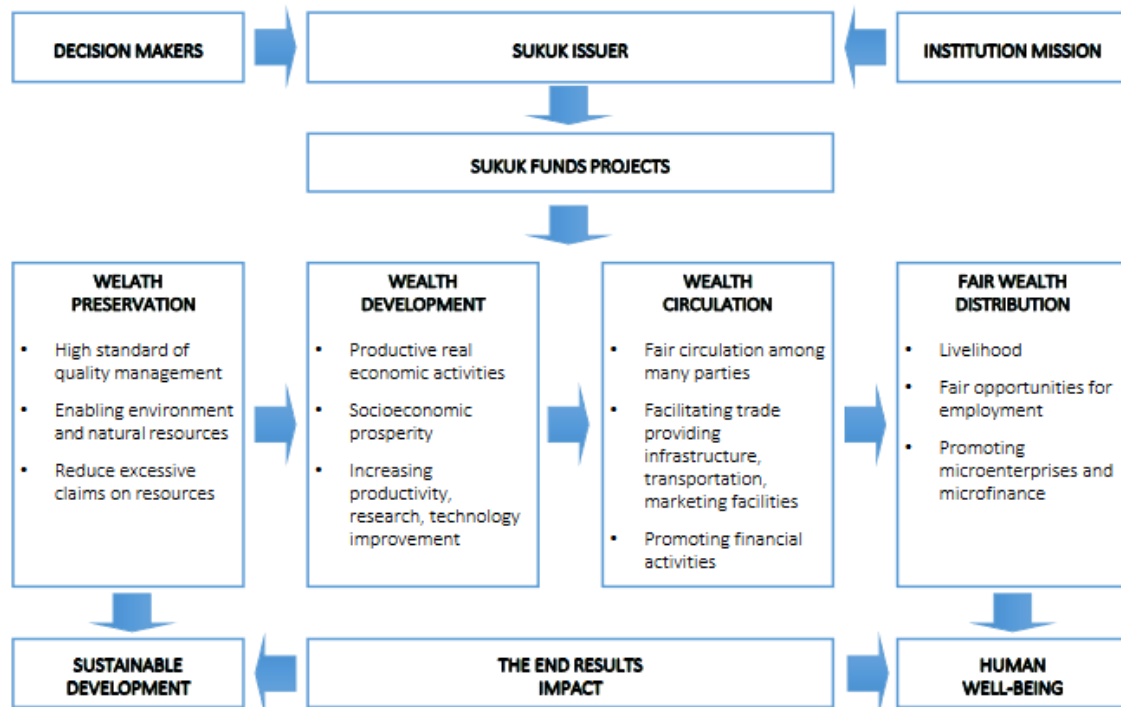 DECISION MAKERS
SUKUK ISSUER
INSTITUTION MISSION
SUKUK FUNDS PROJECTS
WELATH
PRESERVATION
• High standard of
quality management
• Enabling environment
and natural resources
• Reduce excessive
claims on resources
WEALTH
DEVELOPMENT
• Productive real
economic activities
• Socioeconomic
prosperity
• Increasing
productivity,
research, technology
improvement
WEALTH
CIRCULATION
• Fair circulation among
many parties
• Facilitating trade
providing
infrastructure,
transportation,
marketing facilities
• Promoting financial
activities
FAIR WEALTH
DISTRIBUTION
• Livelihood
• Fair opportunities for
employment
• Promoting
microenterprises and
microfinance
SUSTAINABLE
DEVELOPMENT
THE END RESULTS
IMPACT
HUMAN
WELL-BEING